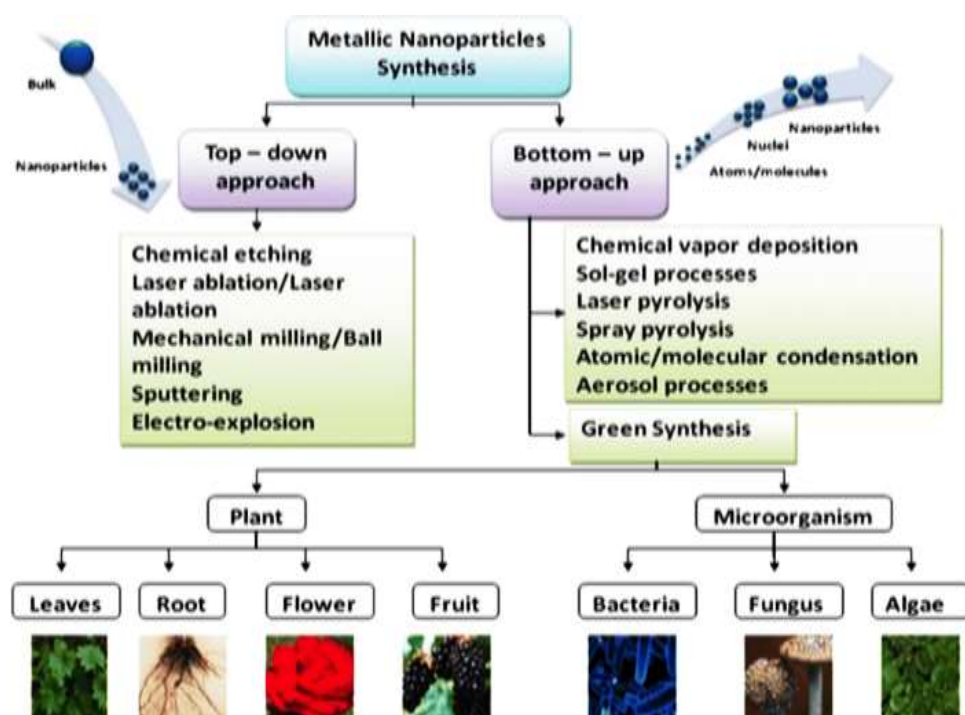 Metallic Nanoparticles
Synthesis
Bulk
Nanoparticles
Top – down
approach
Bottom – up
approach
Nanoparticles
Nuclei
Atoms/molecules
Chemical etching
Laser ablation/Laser
ablation
Mechanical milling/Ball
milling
Sputtering
Electro-explosion
Chemical vapor deposition
Sol-gel processes
Laser pyrolysis
Spray pyrolysis
Atomic/molecular condensation
Aerosol processes
Green Synthesis
Plant
Microorganism
Leaves
Root
Flower
Fruit
Bacteria
Fungus
Algae